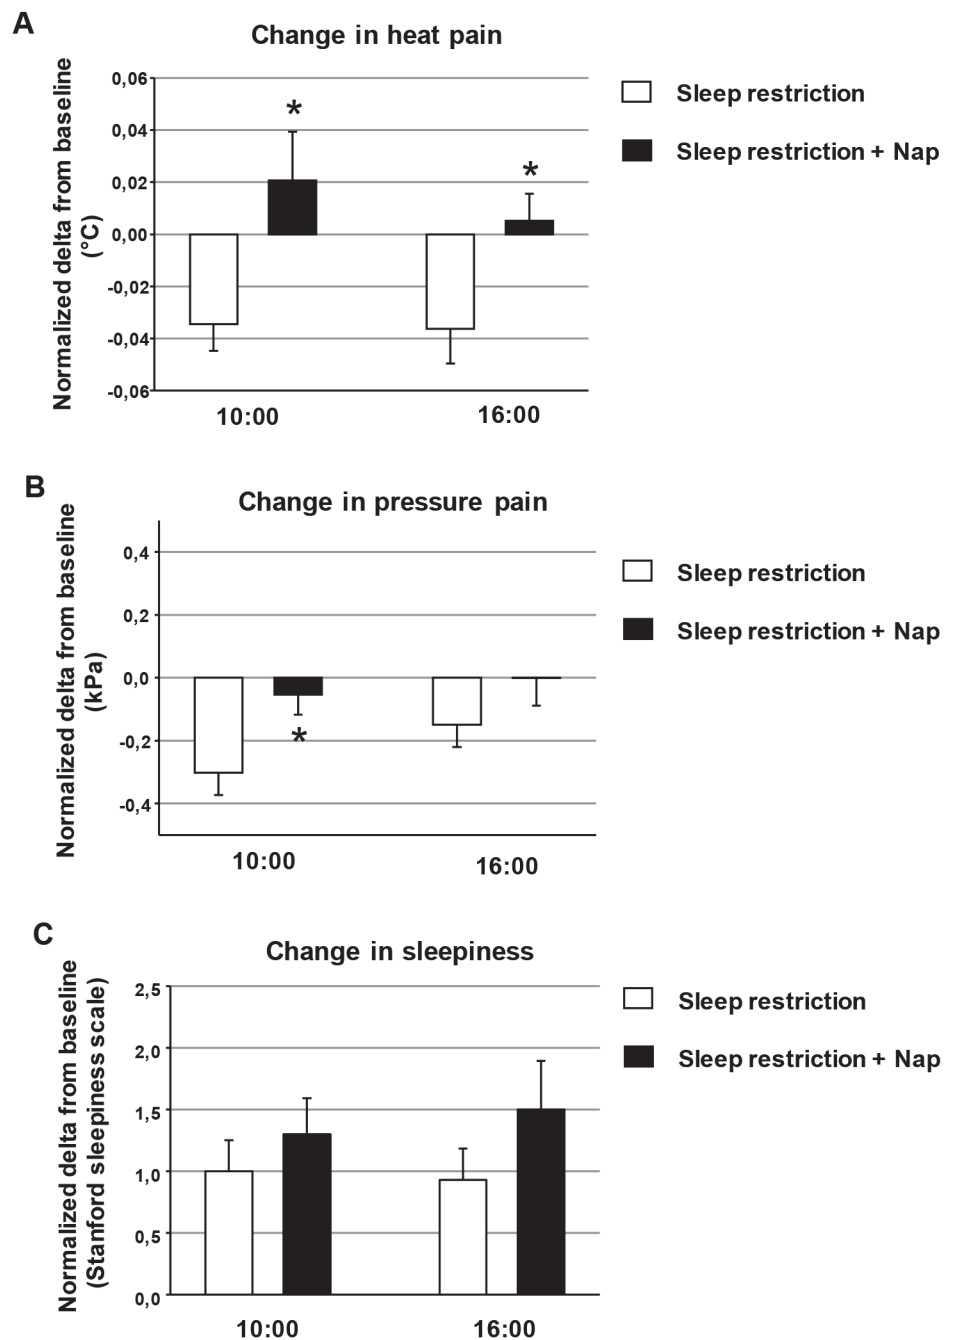 A
Change in heat pain
Normalized delta from baseline
(°C)
0,06
0,04
0,02
0,00
-0,02
-0,04
-0,06
*
*
10:00
16:00
Sleep restriction
Sleep restriction + Nap
B
Change in pressure pain
Normalized delta from baseline
(kPa)
0,4
0,2
0,0
-0,2
-0,4
*
10:00
16:00
Sleep restriction
Sleep restriction + Nap
C
Change in sleepiness
Normalized delta from baseline
(Stanford sleepiness scale)
2,5
2,0
1,5
1,0
0,5
0,0
10:00
16:00
Sleep restriction
Sleep restriction + Nap